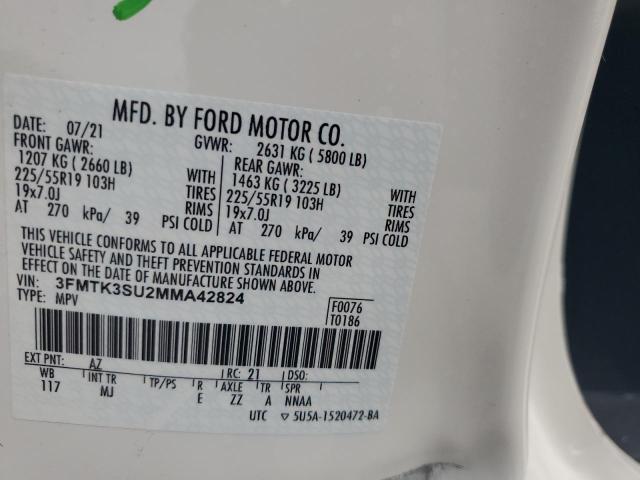 MFD. BY FORD MOTOR CO.
DATE: 07/21
GVWR: 2631 KG ( 5800 LB)
FRONT GAWR:
1207 KG ( 2660 LB)
225/55R19 103H
19x7.0J
AT 270 kPa/ 39
WITH
TIRES
RIMS
PSI COLD
REAR GAWR:
1463 KG ( 3225 LB)
225/55R19 103H
19x7.0J
AT 270 kPa/ 39
WITH
TIRES
RIMS
PSI COLD
THIS VEHICLE CONFORMS TO ALL APPLICABLE FEDERAL MOTOR
VEHICLE SAFETY AND THEFT PREVENTION STANDARDS IN
EFFECT ON THE DATE OF MANUFACTURE SHOWN ABOVE.
VIN: 3FMTK3SU2MMA42824
TYPE: MPV
F0076
T0186
EXT PNT: AZ RC: 21 DSO:
WB INT TR TP/PS R AXLE TR SPR
117 MJ E ZZ A NNAA
UTC 5U5A-1520472-BA